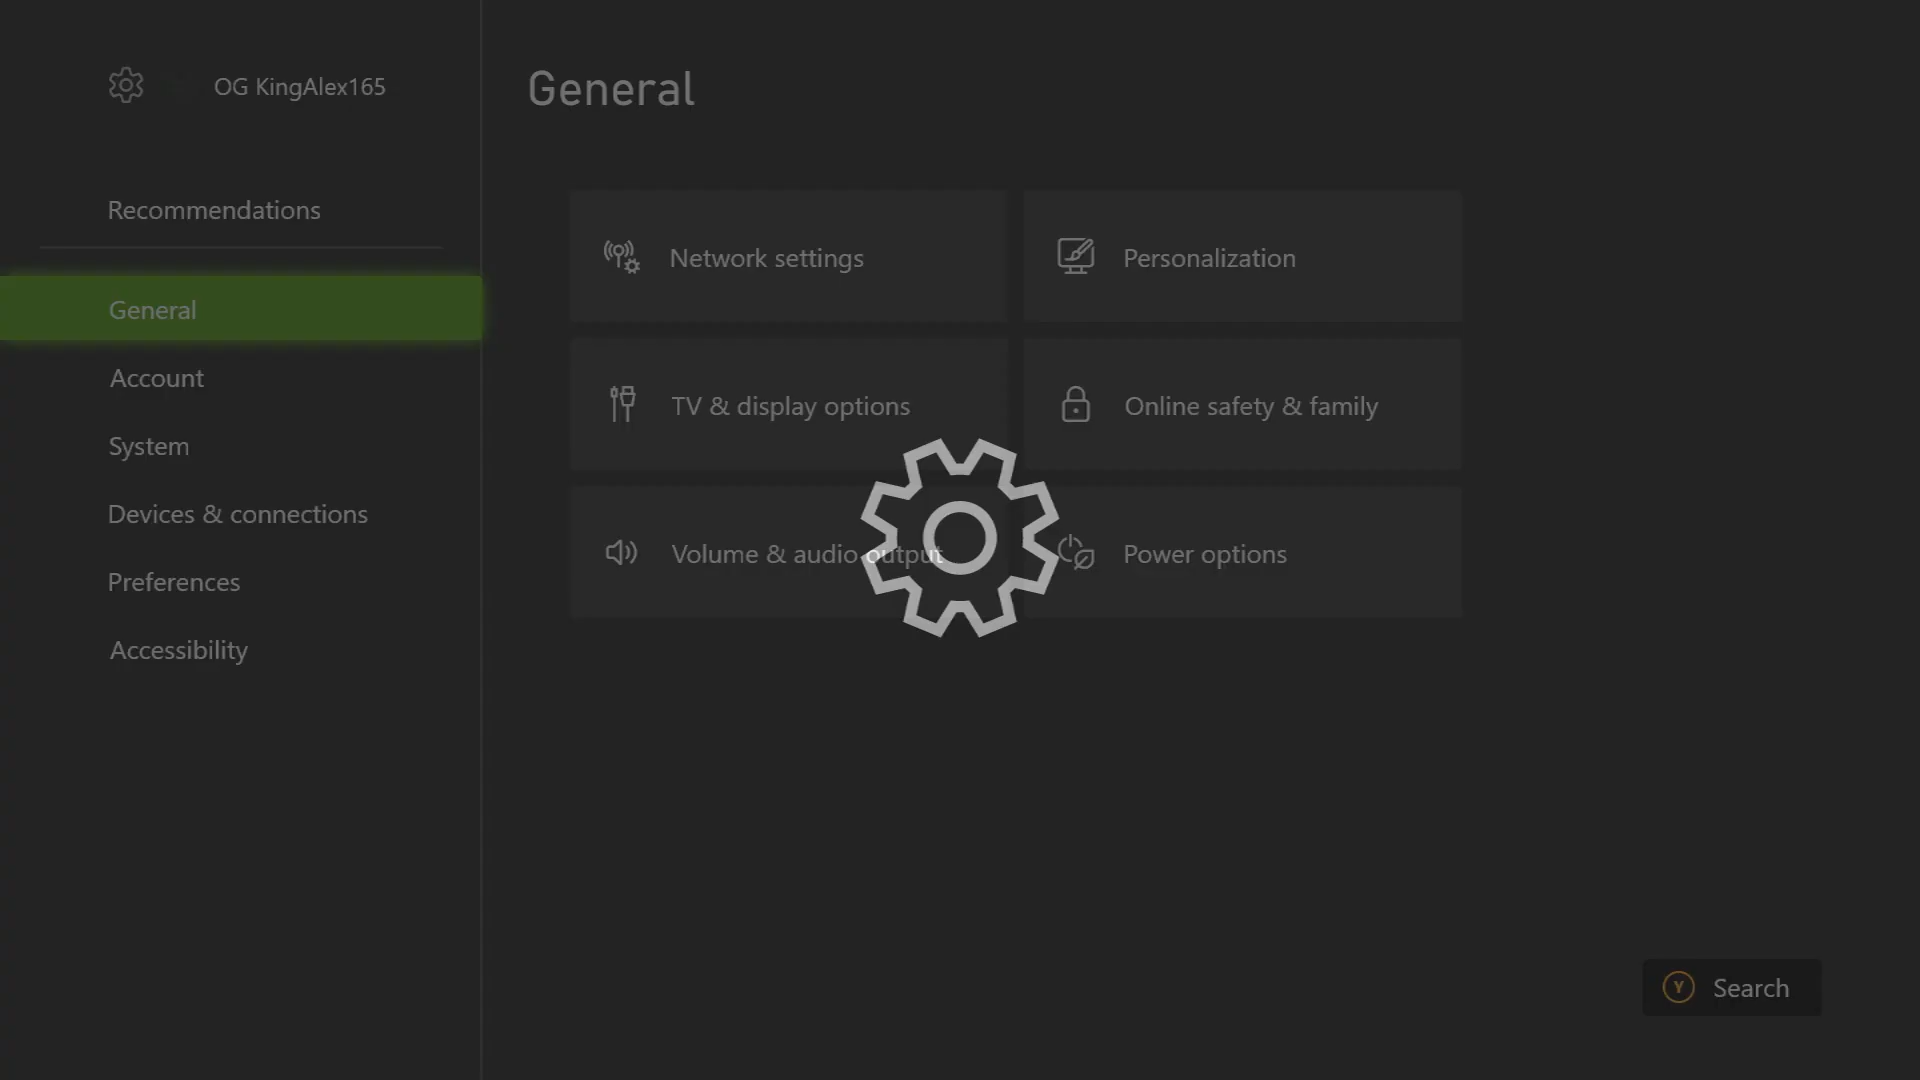 OG KingAlex165
Recommendations
General
Account
System
Devices & connections
Preferences
Accessibility
General
Network settings
Personalization
TV & display options
Online safety & family
Volume & audio output
Power options
Y Search